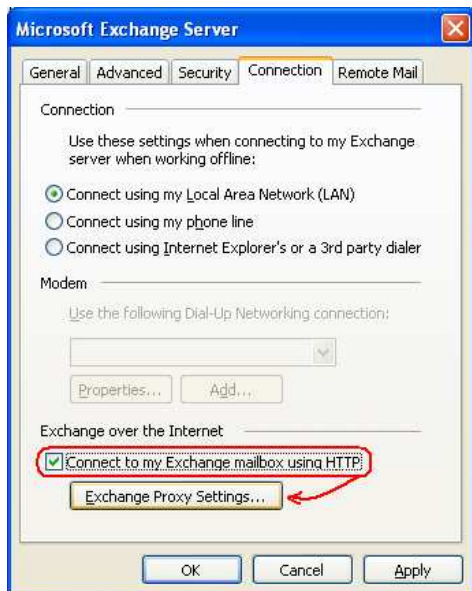 Microsoft Exchange Server
General Advanced Security Connection Remote Mail
Connection
Use these settings when connecting to my Exchange
server when working offline:
Connect using my Local Area Network (LAN)
Connect using my phone line
Connect using Internet Explorer's or a 3rd party dialer
Modem
Use the following Dial-Up Networking connection:
Properties... Add...
Exchange over the Internet
Connect to my Exchange mailbox using HTTP
Exchange Proxy Settings...
OK Cancel Apply